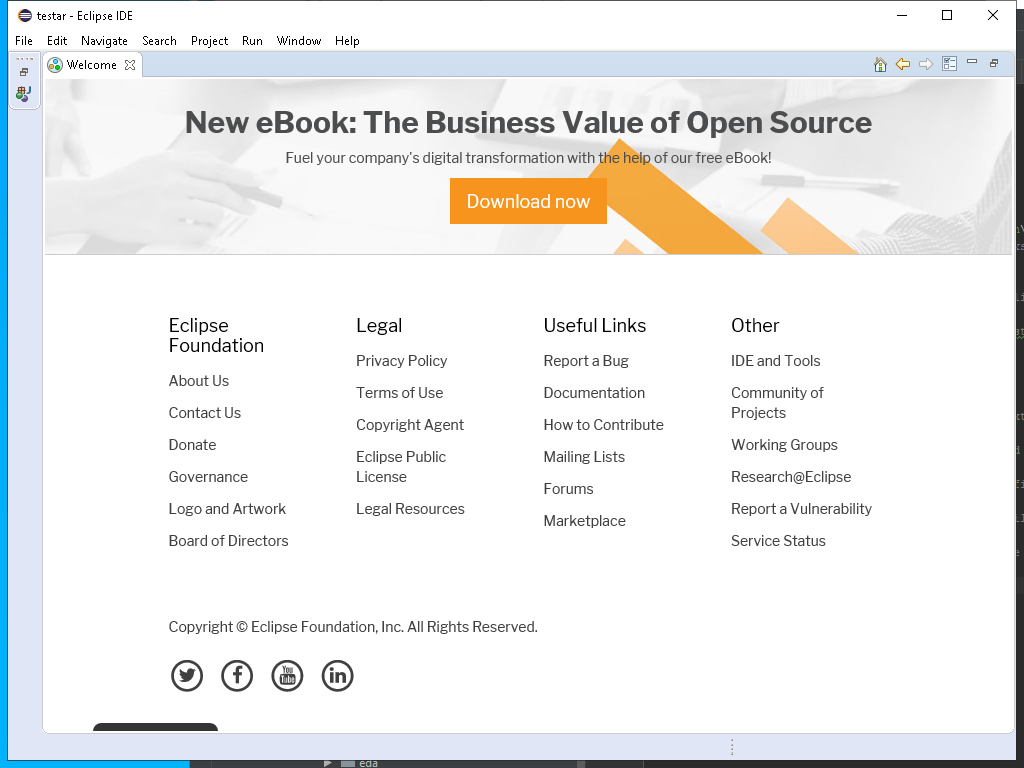 testar - Eclipse IDE
File Edit Navigate Search Project Run Window Help
Welcome
New eBook: The Business Value of Open Source
Fuel your company's digital transformation with the help of our free eBook!
Download now
Eclipse
Foundation
About Us
Contact Us
Donate
Governance
Logo and Artwork
Board of Directors
Legal
Privacy Policy
Terms of Use
Copyright Agent
Eclipse Public
License
Legal Resources
Useful Links
Report a Bug
Documentation
How to Contribute
Mailing Lists
Forums
Marketplace
Other
IDE and Tools
Community of
Projects
Working Groups
Research@Eclipse
Report a Vulnerability
Service Status
Copyright © Eclipse Foundation, Inc. All Rights Reserved.
You
Tube
in
eda